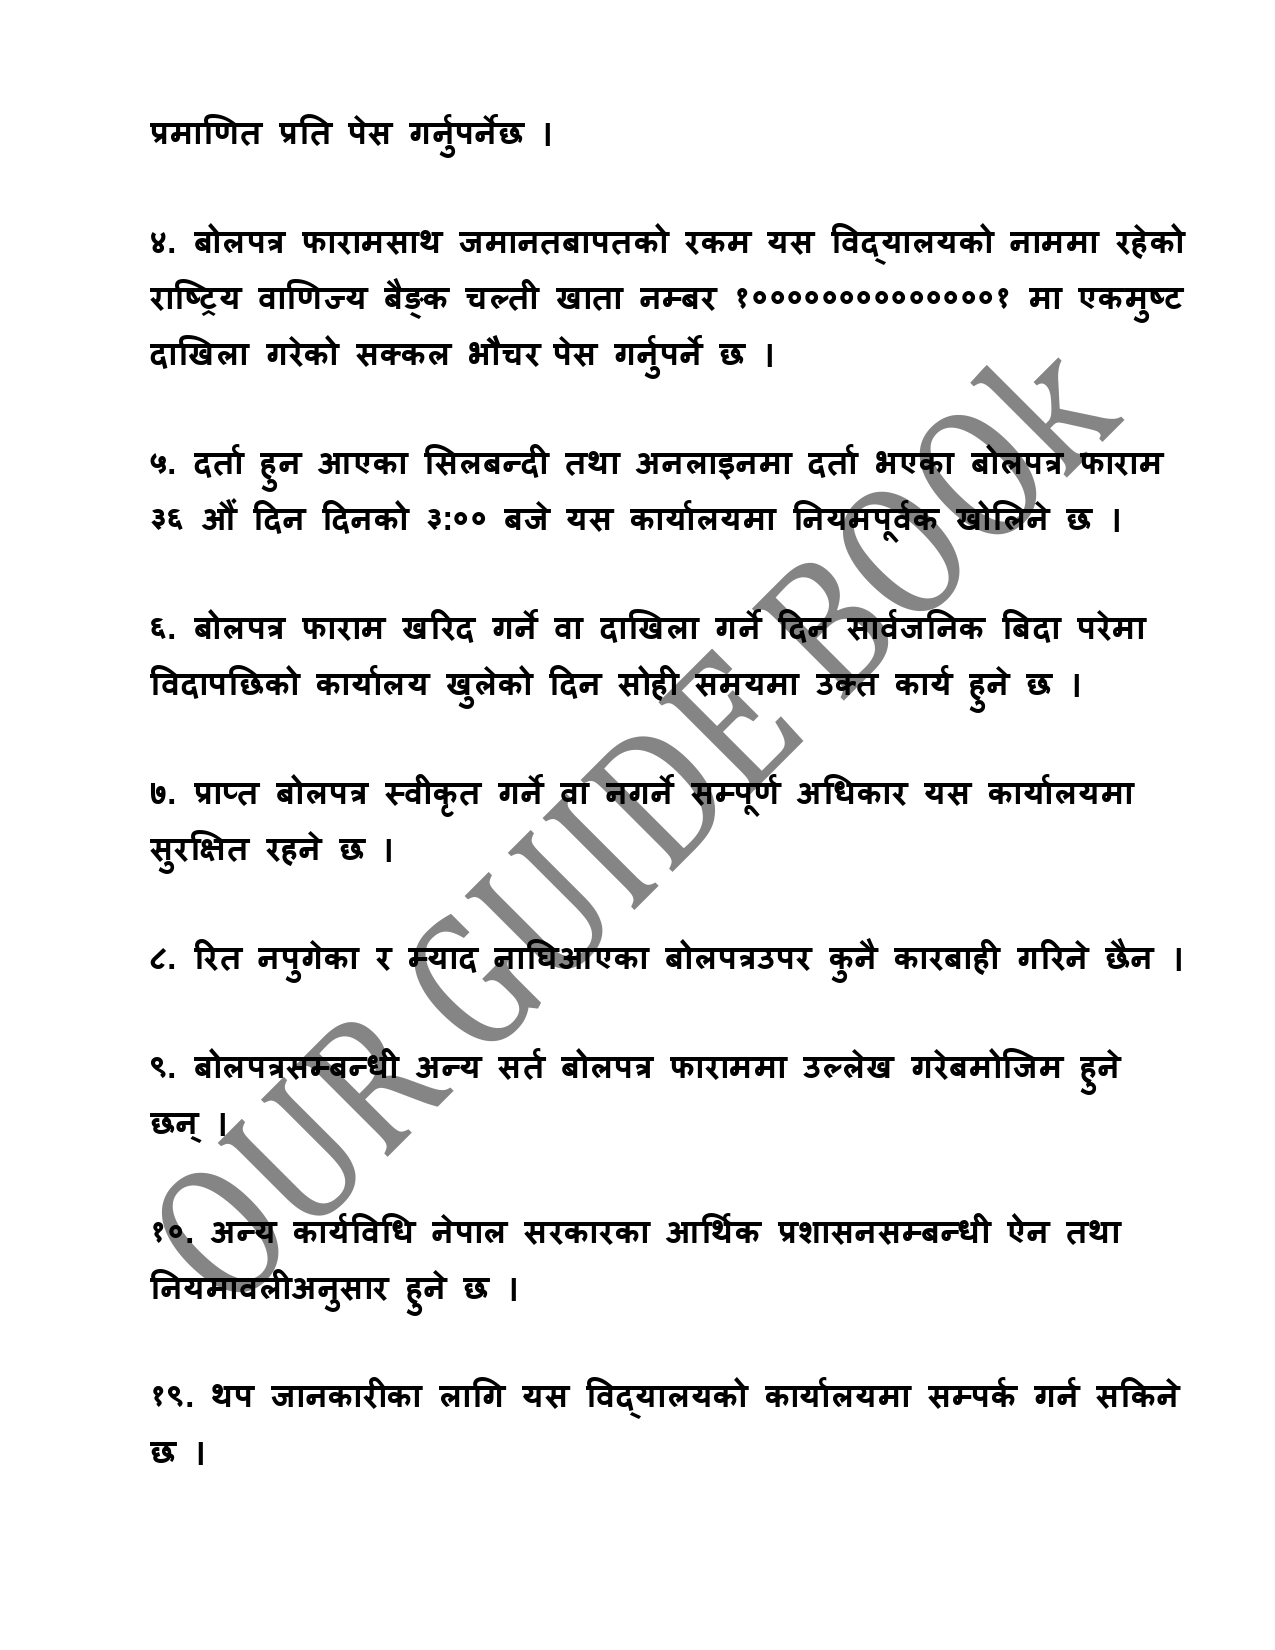 प्रमाणित प्रति पेस गर्नुपर्नेछ ।
४. बोलपत्र फारामसाथ जमानतबापतको रकम यस विद्‌यालयको नाममा रहेको
राष्ट्रिय वाणिज्य बैङ्क चल्ती खाता नम्बर १००००००००००००००१ मा एकमुष्ट
दाखिला गरेको सक्कल भौचर पेस गर्नुपर्ने छ ।
५. दर्ता हुन आएका सिलबन्दी तथा अनलाइनमा दर्ता भएका बोलपत्र फाराम
३६ औं दिन दिनको ३:०० बजे यस कार्यालयमा नियमपूर्वक खोलिने छ ।
६. बोलपत्र फाराम खरिद गर्ने वा दाखिला गर्ने दिन सार्वजनिक बिदा परेमा
विदापछिको कार्यालय खुलेको दिन सोही समयमा उक्त कार्य हुने छ ।
७. प्राप्त बोलपत्र स्वीकृत गर्ने वा नगर्ने सम्पूर्ण अधिकार यस कार्यालयमा
सुरक्षित रहने छ ।
८. रित नपुगेका र म्याद नाघिआएका बोलपत्रउपर कुनै कारबाही गरिने छैन ।
९. बोलपत्रसम्बन्धी अन्य सर्त बोलपत्र फाराममा उल्लेख गरेबमोजिम हुने
छन् ।
१०. अन्य कार्यविधि नेपाल सरकारका आर्थिक प्रशासनसम्बन्धी ऐन तथा
नियमावलीअनुसार हुने छ ।
१९. थप जानकारीका लागि यस विद्‌यालयको कार्यालयमा सम्पर्क गर्न सकिने
छ ।
OUR GUIDE BOOk